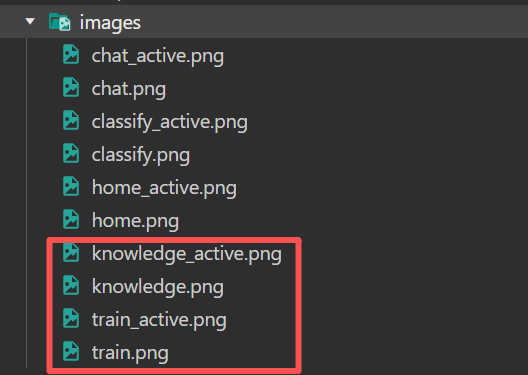 images
chat_active.png
chat.png
classify_active.png
classify.png
home_active.png
home.png
knowledge_active.png
knowledge.png
train_active.png
train.png